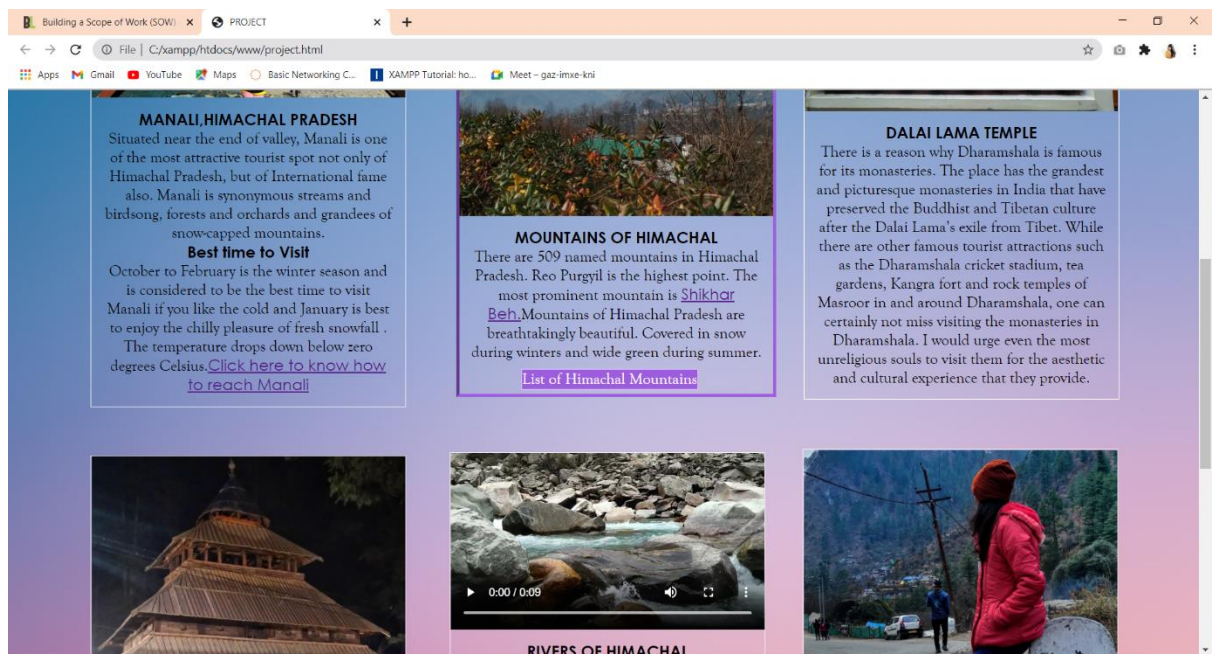 Building a Scope of Work (SOW)
PROJECT
File | C:/xampp/htdocs/www/project.html
Apps
Gmail
YouTube
Maps
Basic Networking C...
XAMPP Tutorial: ho...
Meet – gaz-imxe-kni
MANALI,HIMACHAL PRADESH
Situated near the end of valley, Manali is one
of the most attractive tourist spot not only of
Himachal Pradesh, but of International fame
also. Manali is synonymous streams and
birdsong, forests and orchards and grandees of
snow-capped mountains.
Best time to Visit
October to February is the winter season and
is considered to be the best time to visit
Manali if you like the cold and January is best
to enjoy the chilly pleasure of fresh snowfall .
The temperature drops down below zero
degrees Celsius.Click here to know how
to reach Manali
MOUNTAINS OF HIMACHAL
There are 509 named mountains in Himachal
Pradesh. Reo Purgyil is the highest point. The
most prominent mountain is Shikhar
Beh.Mountains of Himachal Pradesh are
breathtakingly beautiful. Covered in snow
during winters and wide green during summer.
List of Himachal Mountains
DALAI LAMA TEMPLE
There is a reason why Dharamshala is famous
for its monasteries. The place has the grandest
and picturesque monasteries in India that have
preserved the Buddhist and Tibetan culture
after the Dalai Lama's exile from Tibet. While
there are other famous tourist attractions such
as the Dharamshala cricket stadium, tea
gardens, Kangra fort and rock temples of
Masroor in and around Dharamshala, one can
certainly not miss visiting the monasteries in
Dharamshala. I would urge even the most
unreligious souls to visit them for the aesthetic
and cultural experience that they provide.
0:00 / 0:09
RIVERS OF HIMACHAL